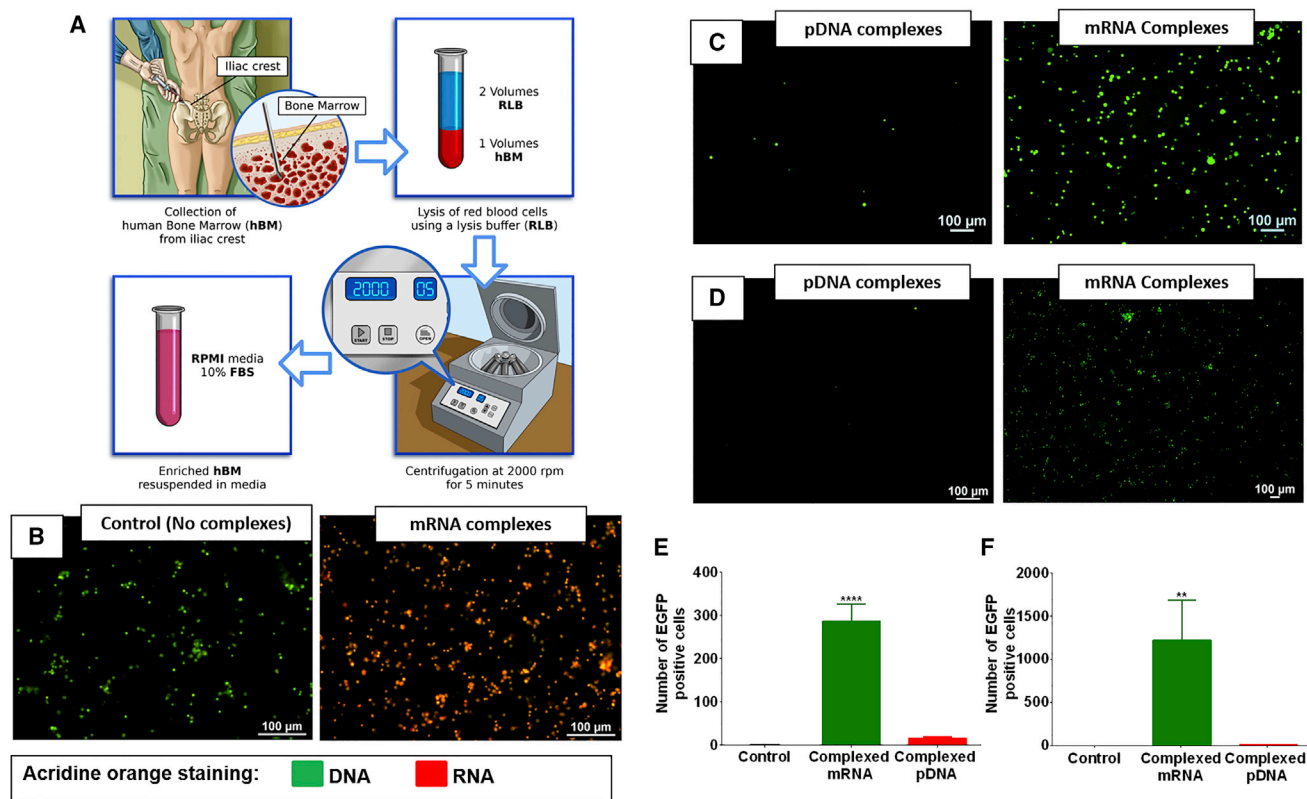 A
Iliac crest
Bone Marrow
Collection of
human Bone Marrow (hBM)
from iliac crest
2 Volumes
RLB
1 Volumes
hBM
Lysis of red blood cells
using a lysis buffer (RLB)
2000
05
START
STOP
OPEN
Centrifugation at 2000 rpm
for 5 minutes
RPMI media
10% FBS
Enriched hBM
resuspended in media
B
Control (No complexes)
100 µm
mRNA complexes
100 µm
Acridine orange staining:
DNA
RNA
C
pDNA complexes
100 µm
mRNA Complexes
100 µm
D
pDNA complexes
100 µm
mRNA Complexes
100 µm
E
Number of EGFP
positive cells
400
300
200
100
0
****
Control
Complexed
mRNA
Complexed
pDNA
F
Number of EGFP
positive cells
2000
1500
1000
500
0
**
Control
Complexed
mRNA
Complexed
pDNA